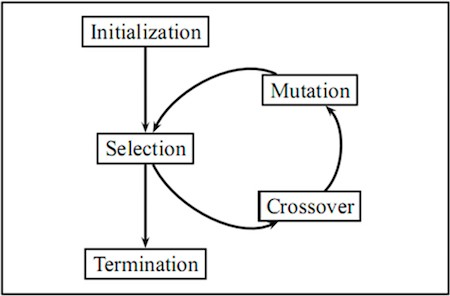 Initialization
Mutation
Selection
Crossover
Termination